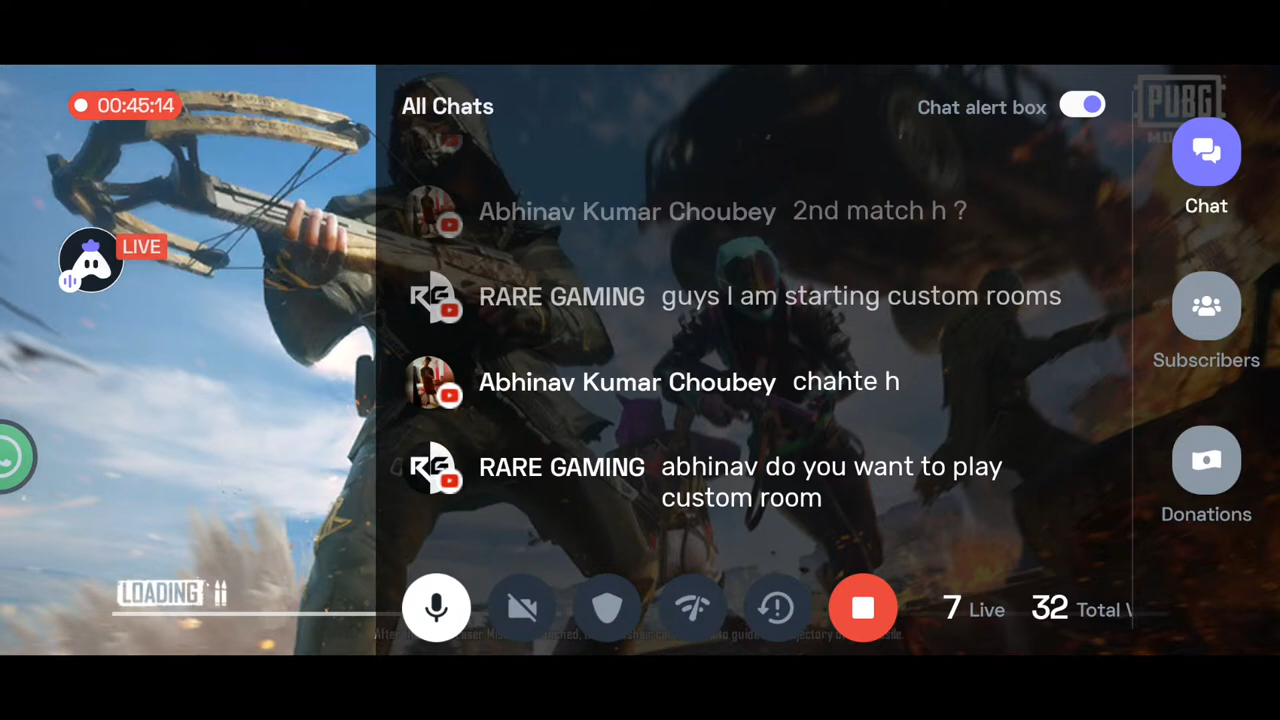 00:45:14
All Chats
Chat alert box
PUBG
Chat
LIVE
Abhinav Kumar Choubey 2nd match h ?
RARE GAMING guys I am starting custom rooms
Abhinav Kumar Choubey chahte h
Subscribers
RARE GAMING abhinav do you want to play
custom room
Donations
LOADING
7 Live 32 Total